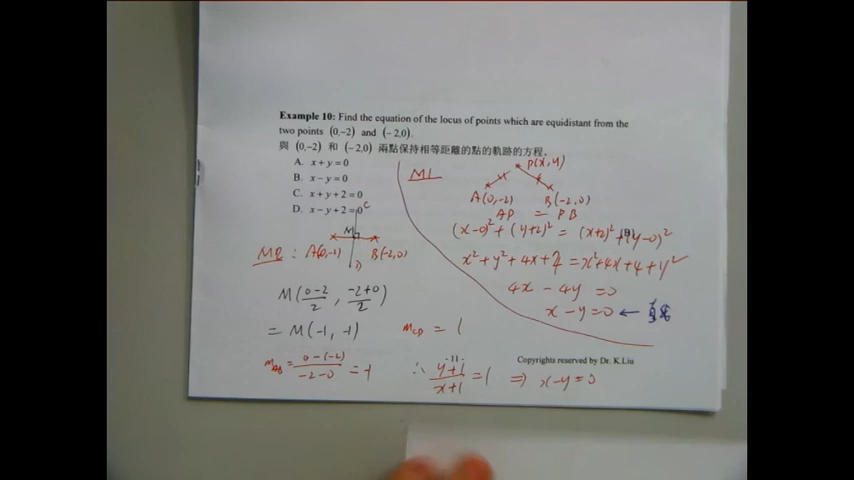 Example 10: Find the equation of the locus of points which are equidistant from the
two points (0,−2) and (−2,0).
與 (0,−2) 和 (−2,0) 兩點保持相等距離的點的軌跡的方程。
A. x + y = 0
B. x − y = 0
C. x + y + 2 = 0
D. x − y + 2 = 0
M1
P(x, y)
A(0,-2) B(-2,0)
AP = PB
(x-0)² + (y+2)² = (x+2)² + (y-0)²
= x²+4x+4+y²
4x - 4y = 0
x - y = 0 ←
C
M
A(0,-2) B(-2,0)
M(0-2/2, -2+0/2)
= M(-1, -1)
m_AB = 0-(-2)/-2-0 = -1
m_CD = 1
∴ y+1/x+1 = 1 ⇒ x-y=0
Copyrights reserved by Dr. K.Liu